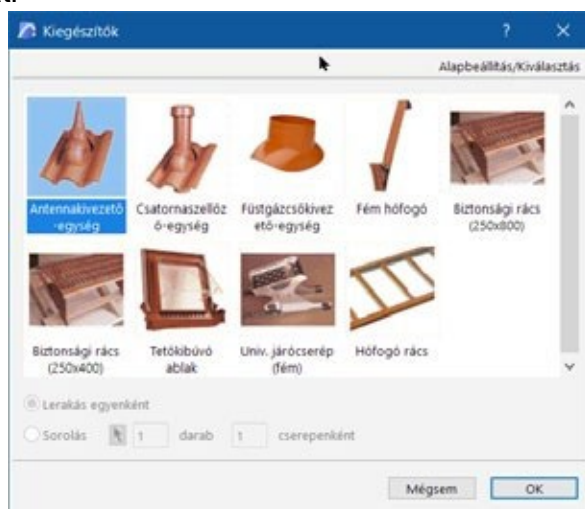 Kiegészítők
Alapbeállítás/Kiválasztás
Antennakivezető
-egység
Csatornaszellőz
ő-egység
Füstgázcsőkivez
ető-egység
Fém hófogó
Biztonsági rács
(250x800)
Biztonsági rács
(250x400)
Tetőkibúvó
ablak
Univ. járócserép
(fém)
Hófogó rács
Lerakás egyenként
Sorolás 1 darab 1 cserepenként
Mégsem OK